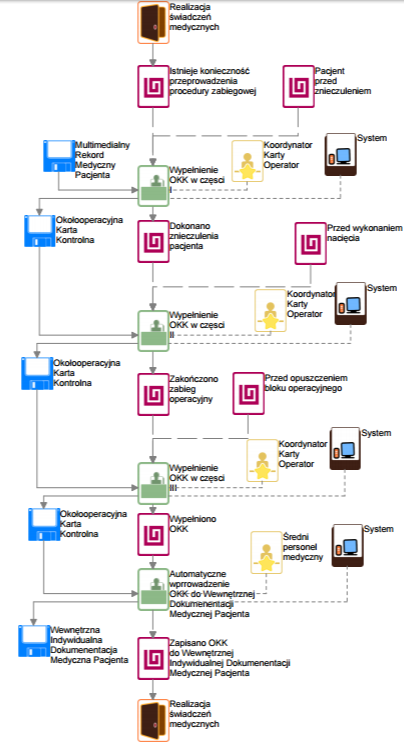 Realizacja
świadczeń
medycznych
Istnieje konieczność
przeprowadzenia
procedury zabiegowej
Pacjent
przed
znieczuleniem
Multimedialny
Rekord
Medyczny
Pacjenta
Koordynator
Karty
Operator
System
Wypełnienie
OKK w części
I
Okołooperacyjna
Karta
Kontrolna
Dokonano
znieczulenia
pacjenta
Przed wykonaniem
nacięcia
Koordynator
Karty
Operator
System
Wypełnienie
OKK w części
II
Okołooperacyjna
Karta
Kontrolna
Zakończono
zabieg
operacyjny
Przed opuszczeniem
bloku operacyjnego
Koordynator
Karty
Operator
System
Wypełnienie
OKK w części
III
Okołooperacyjna
Karta
Kontrolna
Wypełniono
OKK
Średni
personel
medyczny
System
Automatyczne
wprrowadzenie
OKK do Wewnętrznej
Dokumenentacji
Medycznej Pacjenta
Wewnętrzna
Indywidualna
Dokumentacja
Medyczna Pacjenta
Zapisano OKK
do Wewnętrznej
Indywidualnej Dokumenentacji
Medycznej Pacjenta
Realizacja
świadczeń
medycznych